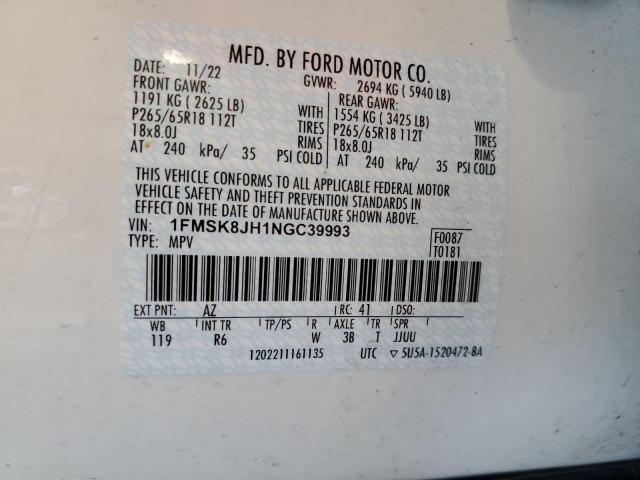 MFD. BY FORD MOTOR CO.
DATE: 11/22 GVWR: 2694 KG ( 5940 LB)
FRONT GAWR: REAR GAWR:
1191 KG ( 2625 LB) WITH 1554 KG ( 3425 LB) WITH
P265/65R18 112T TIRES P265/65R18 112T TIRES
18x8.0J RIMS 18x8.0J RIMS
AT 240 kPa/ 35 PSI COLD AT 240 kPa/ 35 PSI COLD
THIS VEHICLE CONFORMS TO ALL APPLICABLE FEDERAL MOTOR
VEHICLE SAFETY AND THEFT PREVENTION STANDARDS IN
EFFECT ON THE DATE OF MANUFACTURE SHOWN ABOVE.
VIN: 1FMSK8JH1NGC39993 F0087
TYPE: MPV T0181
EXT PNT: AZ RC: 41 DSO:
WB INT TR TP/PS R AXLE TR SPR
119 R6 W 3B T JJUU
1202211161135 UTC ▽ 5U5A-1520472-BA